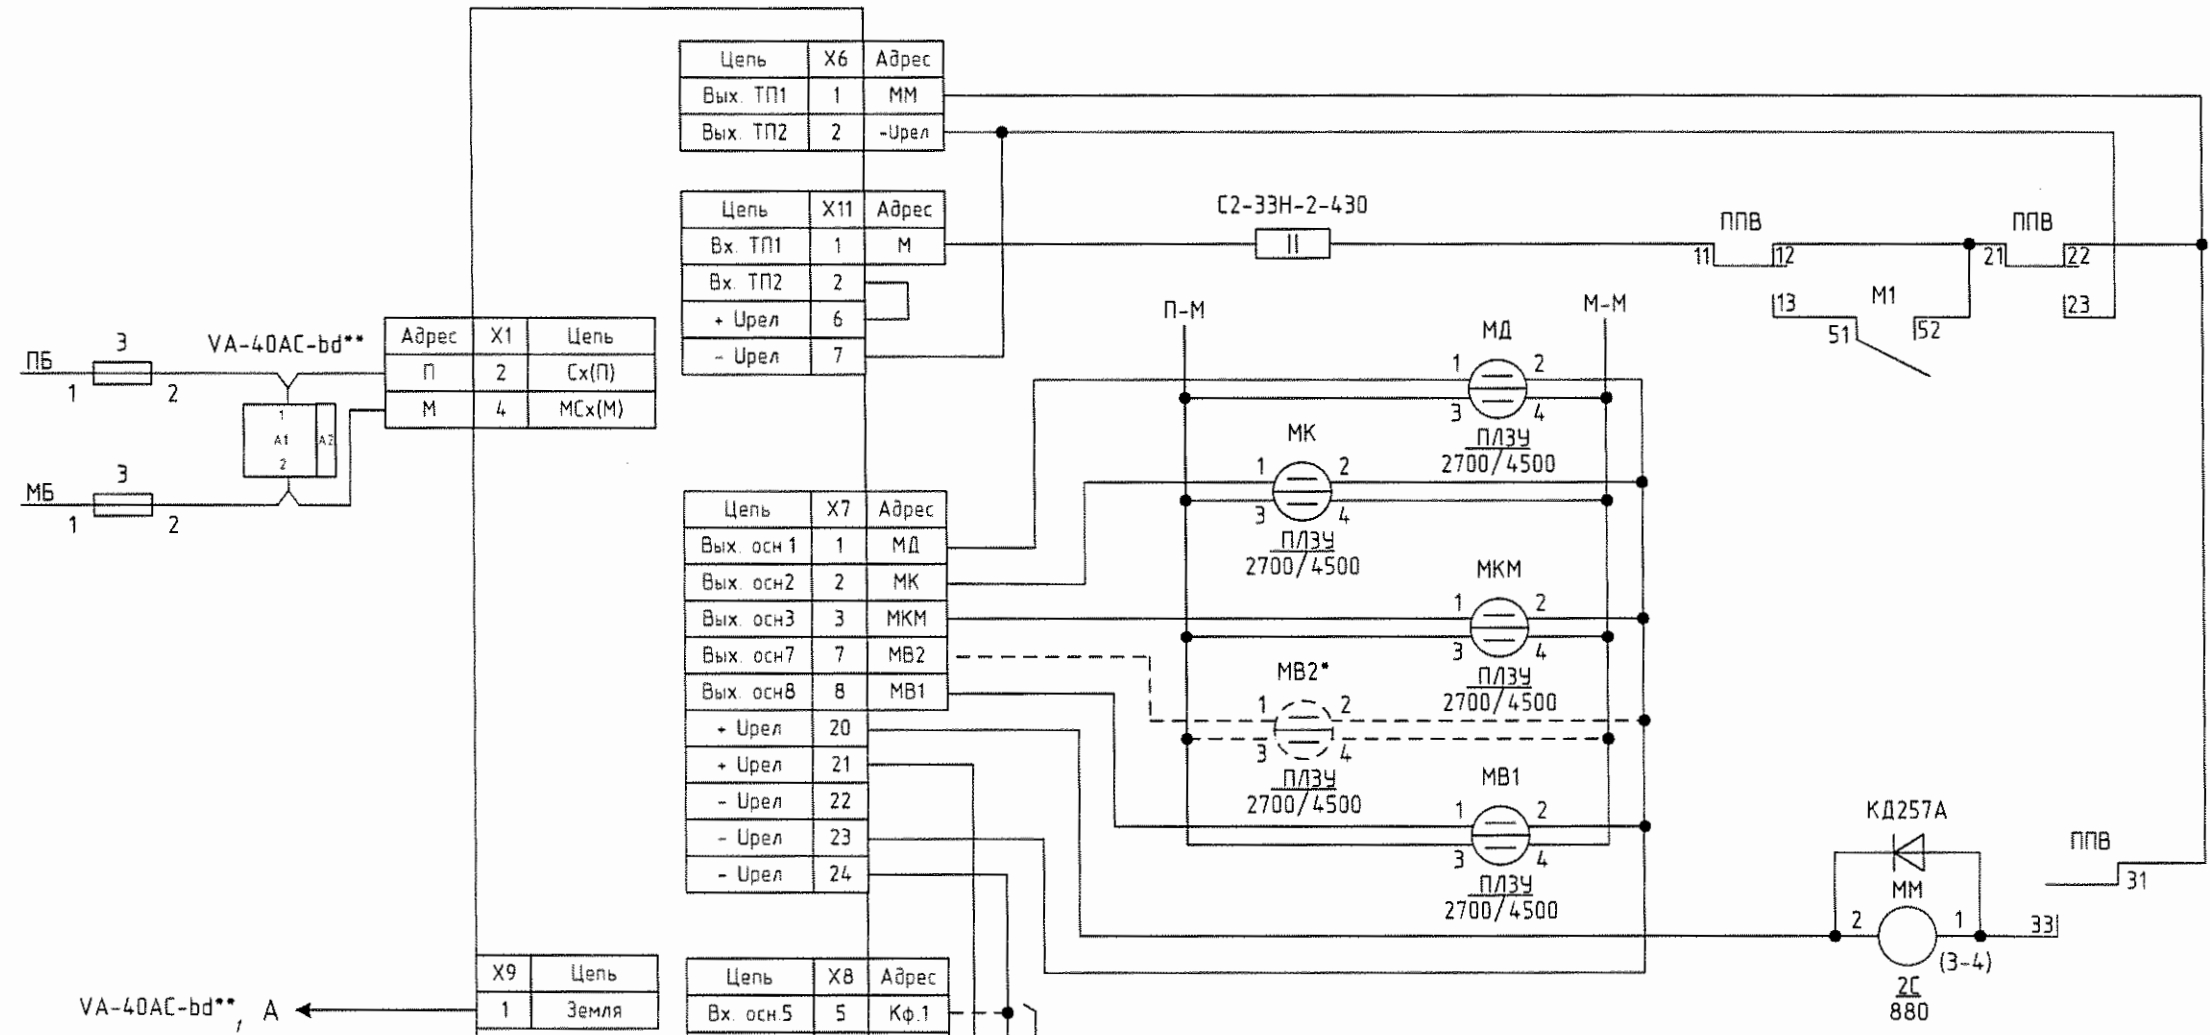 Цепь X6 Адрес
Вых. ТП1 1 ММ
Вых. ТП2 2 -Uрел
Цепь X11 Адрес
Вх. ТП1 1 М
Вх. ТП2 2
+ Uрел 6
- Uрел 7
С2-33Н-2-430
II
ППВ
11 12
13
М1
51 52
ППВ
21 22
23
ПБ
1 3 2
VA-40AC-bd**
1
A1 A2
2
МБ
1 3 2
Адрес X1 Цепь
П 2 Сх(П)
М 4 МСх(М)
П-М
М-М
МД
1 2
3 4
ПЛ3У
2700/4500
МК
1 2
3 4
ПЛ3У
2700/4500
МКМ
1 2
3 4
ПЛ3У
2700/4500
МВ2*
1 2
3 4
ПЛ3У
2700/4500
МВ1
1 2
3 4
ПЛ3У
2700/4500
Цепь X7 Адрес
Вых. осн 1 1 МД
Вых. осн2 2 МК
Вых. осн3 3 МКМ
Вых. осн7 7 МВ2
Вых. осн8 8 МВ1
+ Uрел 20
+ Uрел 21
- Uрел 22
- Uрел 23
- Uрел 24
КД257А
ММ
2 1
(3-4)
2С
880
ППВ
31
33
X9 Цепь
1 Земля
VA-40AC-bd**, А
Цепь X8 Адрес
Вх. осн.5 5 Кф.1